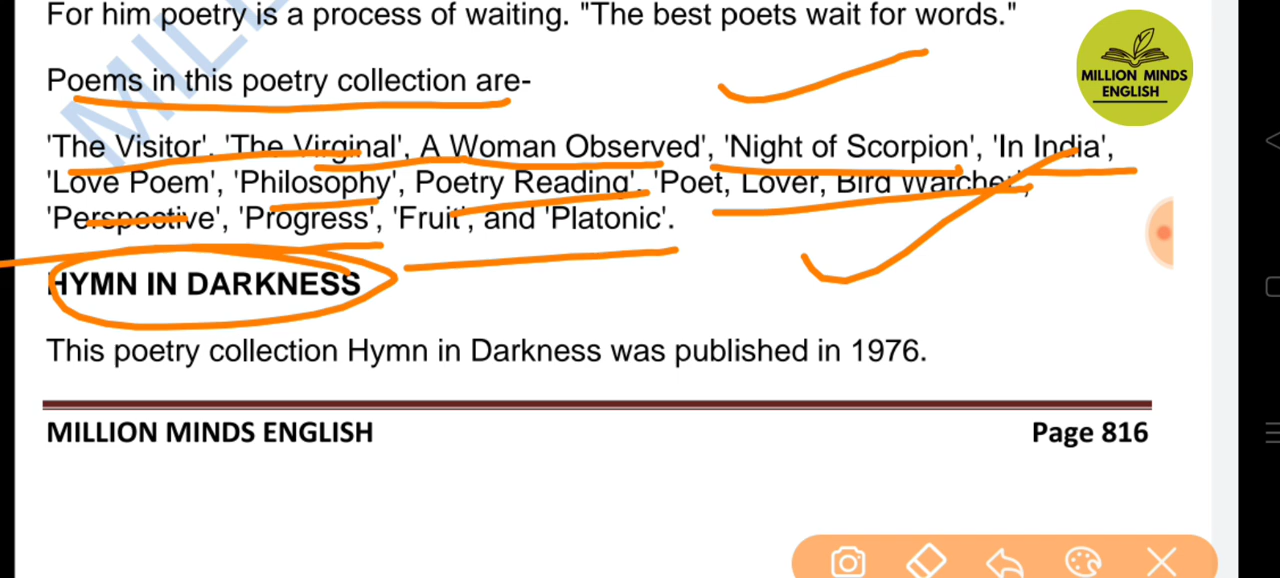 For him poetry is a process of waiting. "The best poets wait for words."
MILLION MINDS
ENGLISH
Poems in this poetry collection are-
'The Visitor', 'The Virginal', A Woman Observed', 'Night of Scorpion', 'In India',
'Love Poem', 'Philosophy', Poetry Reading', 'Poet, Lover, Bird Watcher',
'Perspective', 'Progress', 'Fruit', and 'Platonic'.
HYMN IN DARKNESS
This poetry collection Hymn in Darkness was published in 1976.
MILLION MINDS ENGLISH
Page 816